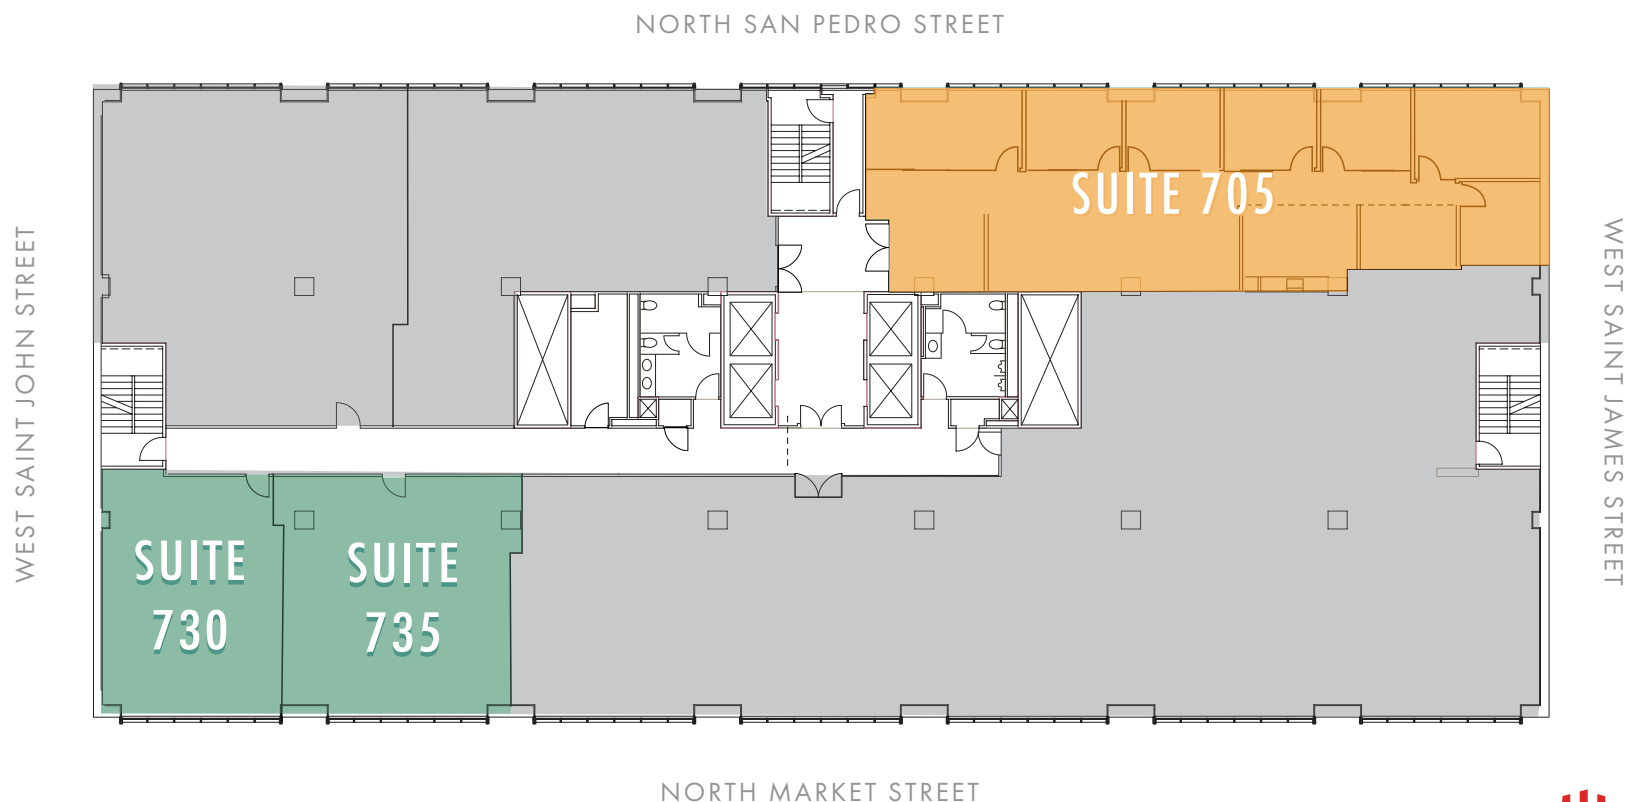 NORTH SAN PEDRO STREET
SUITE 705
WEST SAINT JOHN STREET
WEST SAINT JAMES STREET
SUITE
730
SUITE
735
NORTH MARKET STREET